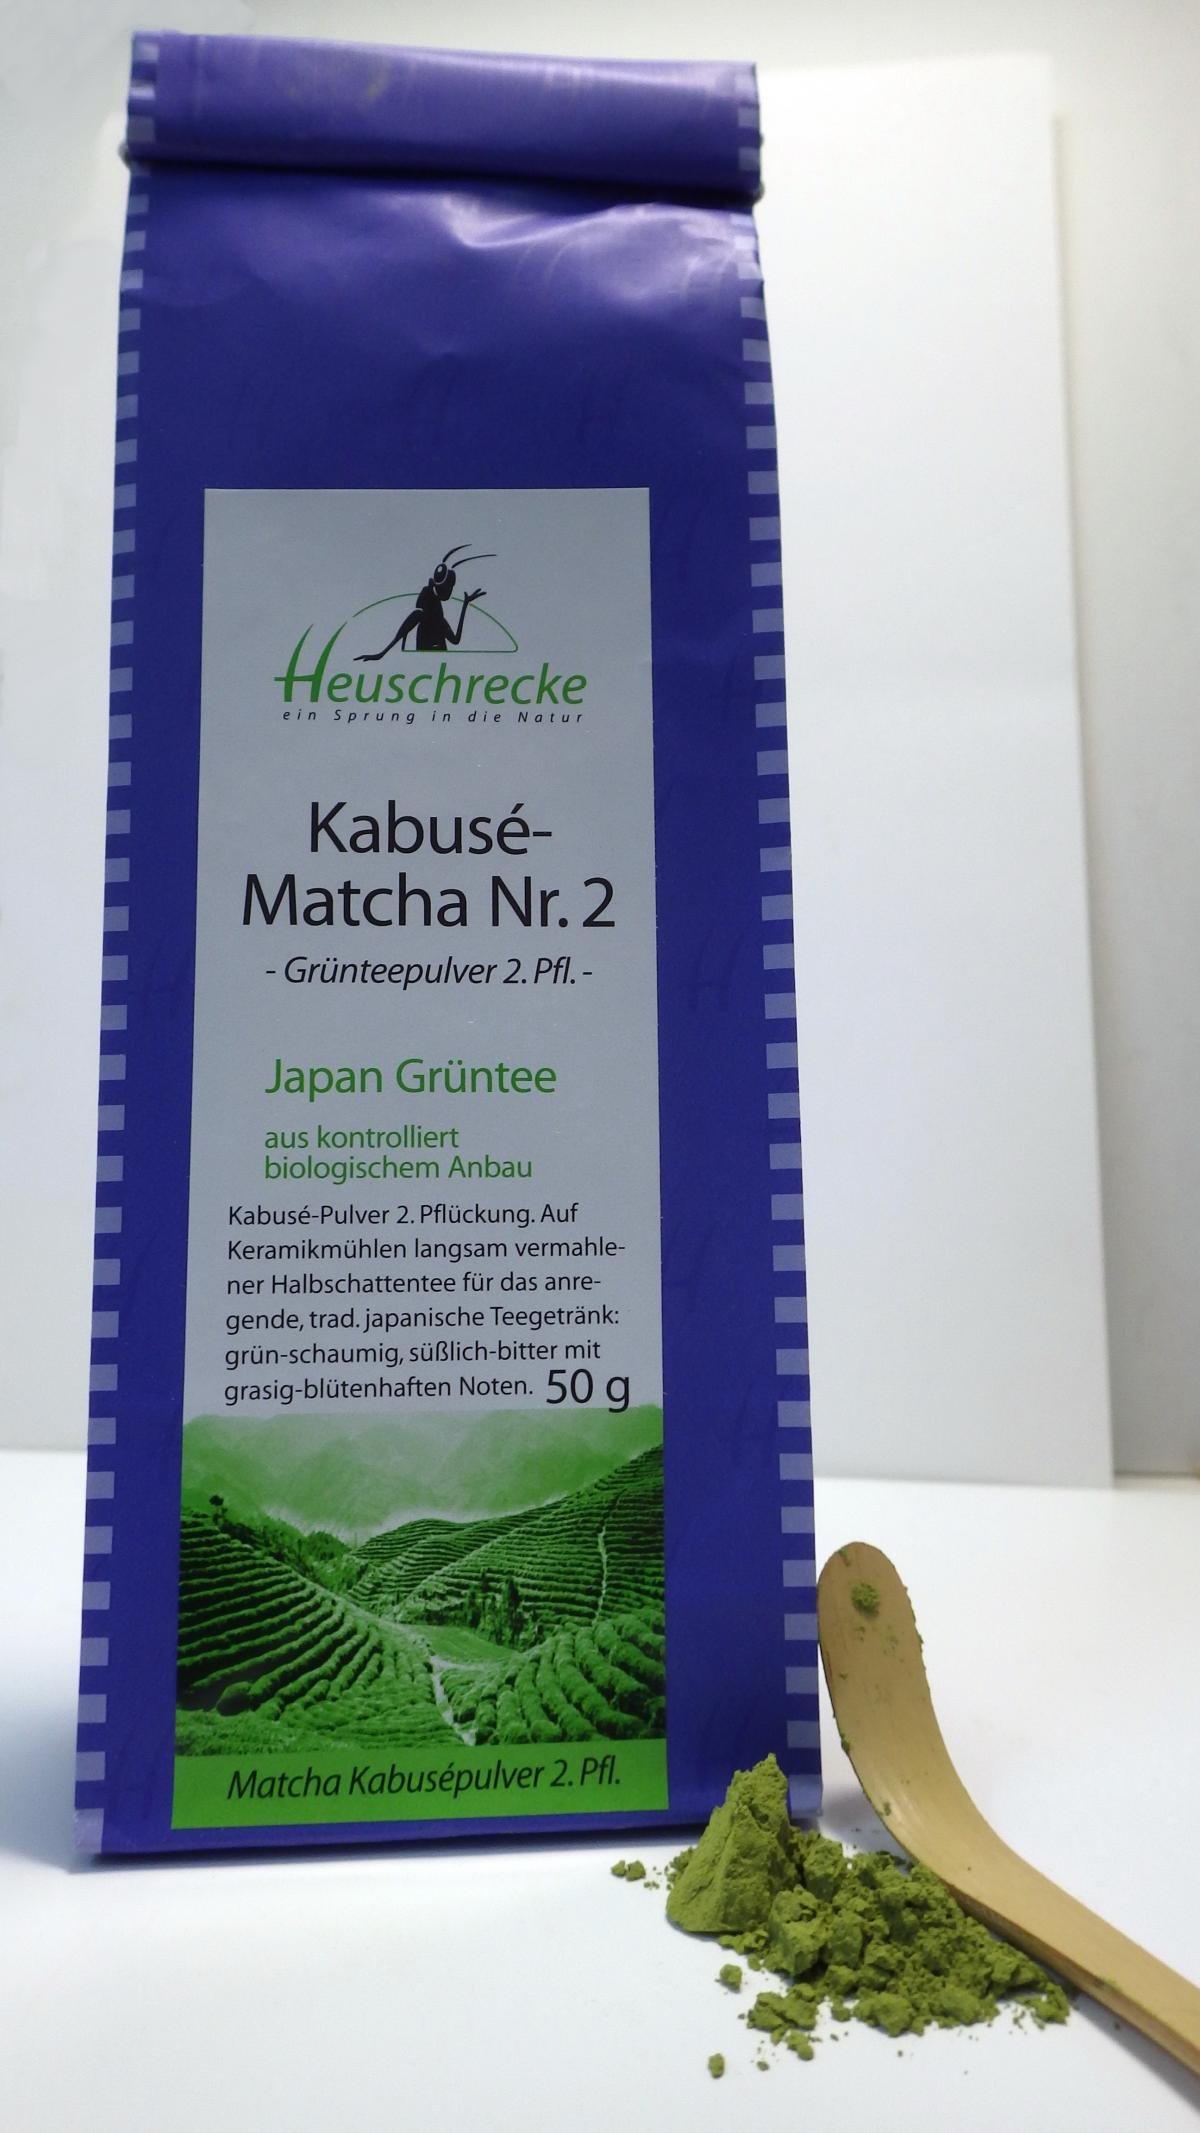 Heuschrecke
ein Sprung in die Natur
Kabusé-
Matcha Nr. 2
- Grünteepulver 2. Pfl. -
Japan Grüntee
aus kontrolliert
biologischem Anbau
Kabusé-Pulver 2. Pflückung. Auf
Keramikmühlen langsam vermahle-
ner Halbschattentee für das anre-
gende, trad. japanische Teegetränk:
grün-schaumig, süßlich-bitter mit
grasig-blütenhaften Noten. 50 g
Matcha Kabusépulver 2. Pfl.